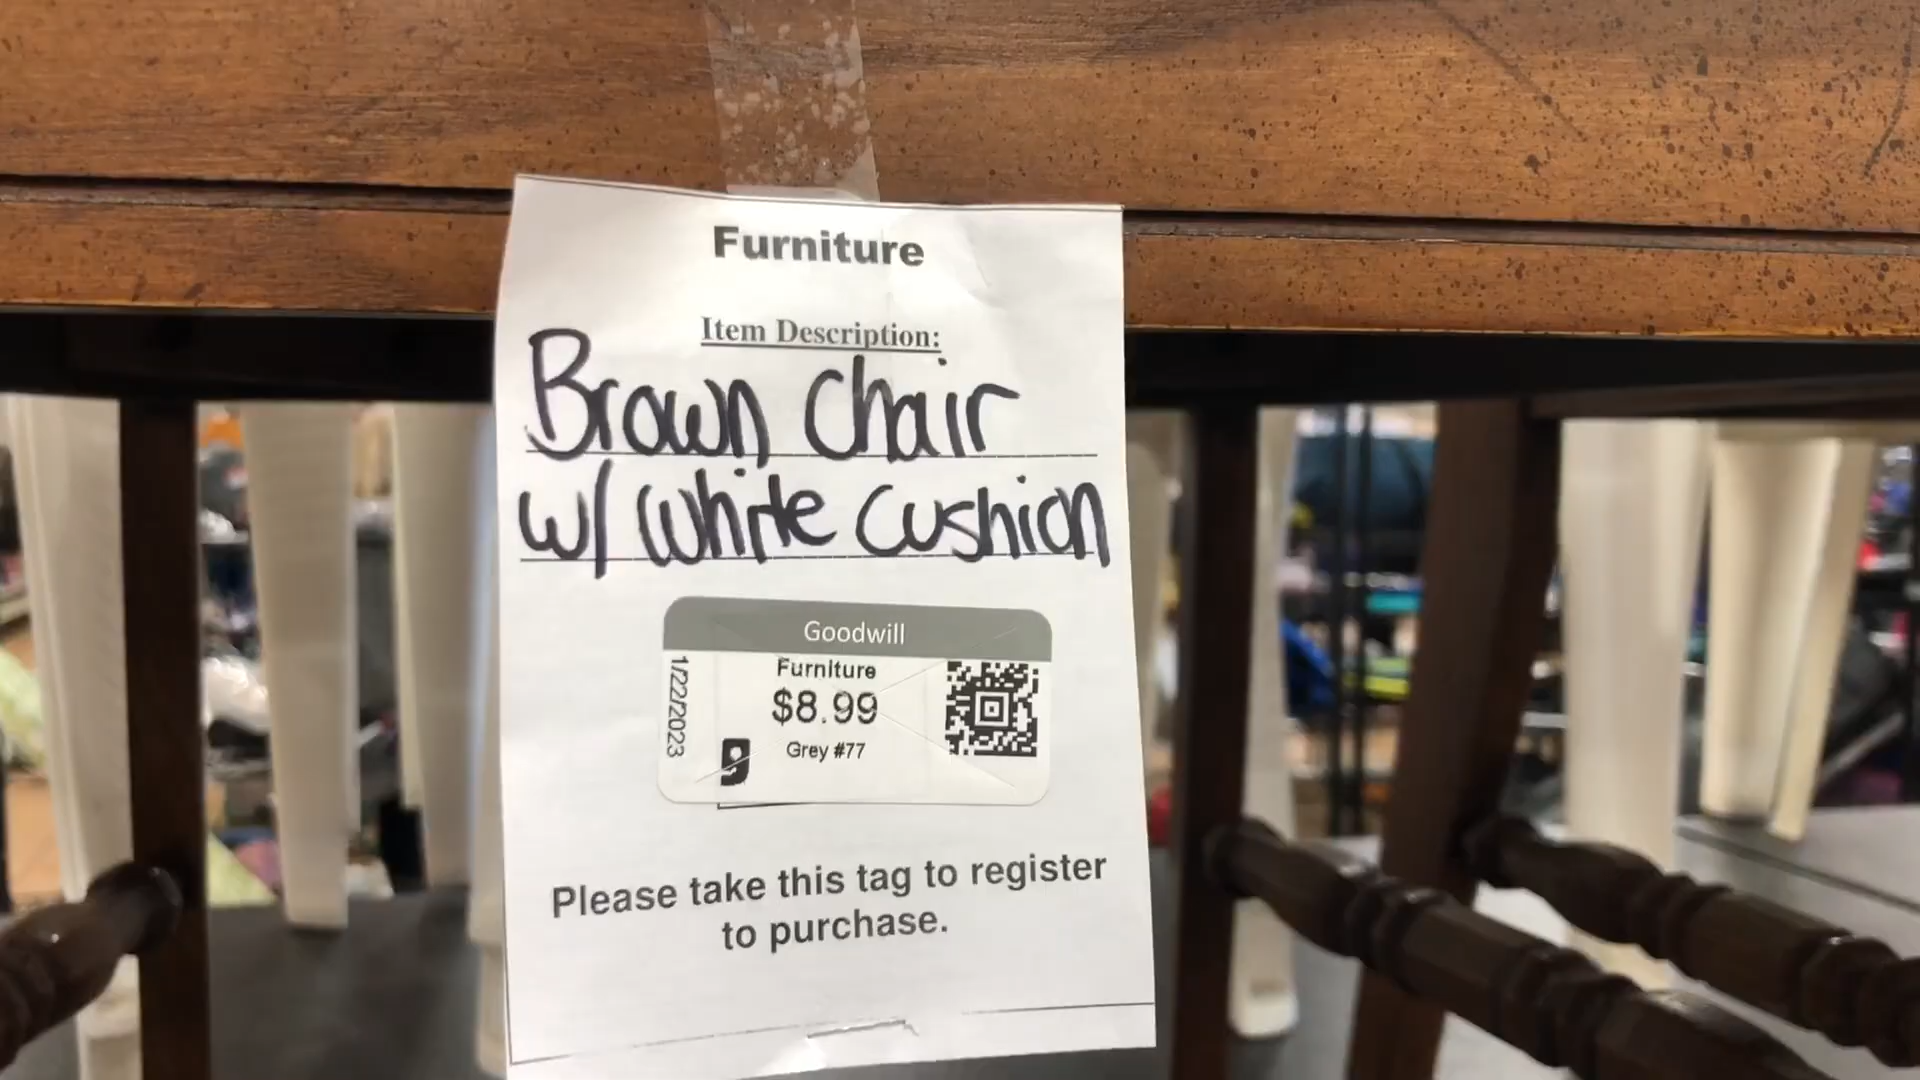 Furniture
Item Description:
Brown Chair
w/ White Cushion
Goodwill
1/22/2023
Furniture
$8.99
Grey #77
Please take this tag to register
to purchase.